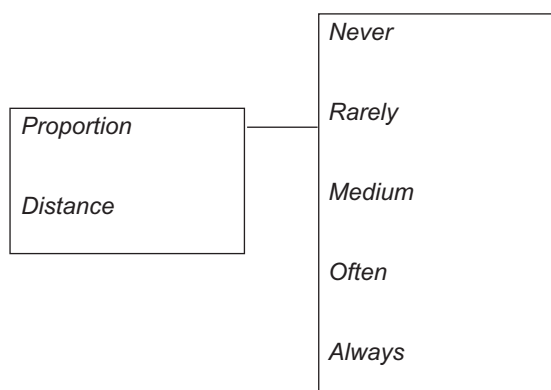 Proportion
Distance
Never
Rarely
Medium
Often
Always